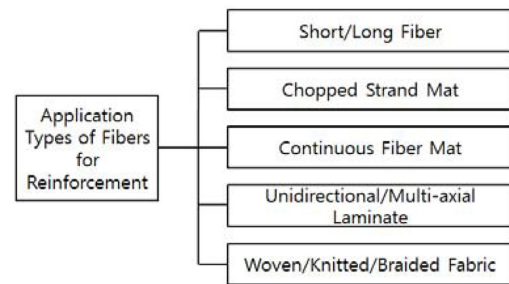 Application
Types of Fibers
for
Reinforcement
Short/Long Fiber
Chopped Strand Mat
Continuous Fiber Mat
Unidirectional/Multi-axial
Laminate
Woven/Knitted/Braided Fabric